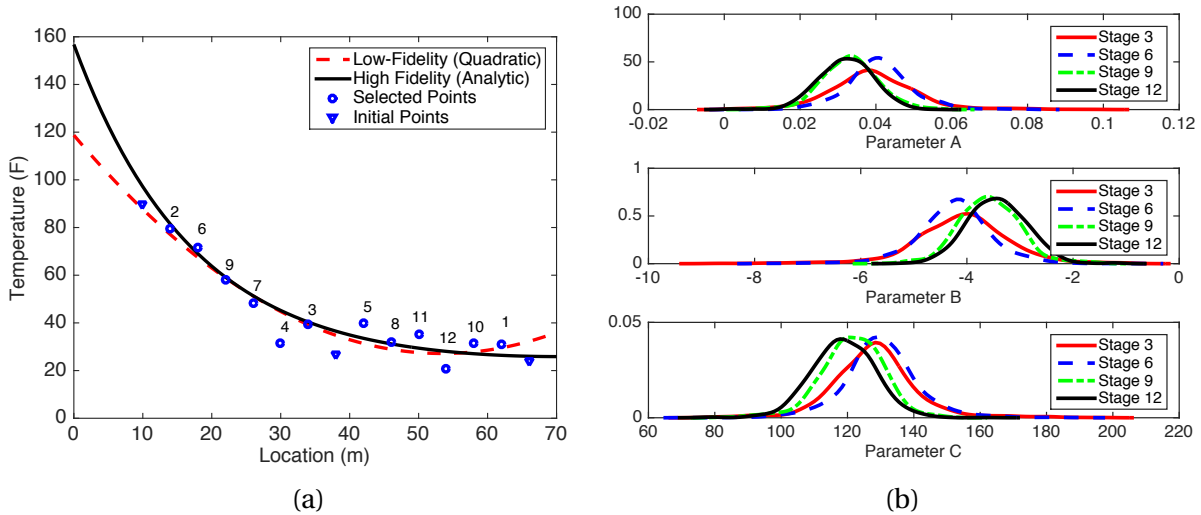 160
140
120
100
80
60
40
20
0
Temperature (F)
0 10 20 30 40 50 60 70
Location (m)
Low-Fidelity (Quadratic)
High Fidelity (Analytic)
Selected Points
Initial Points
2
6
9
7
4
3
5
8
11
12
10
1
(a)
100
50
0
-0.02 0 0.02 0.04 0.06 0.08 0.1 0.12
Parameter A
Stage 3
Stage 6
Stage 9
Stage 12
1
0.5
0
-10 -8 -6 -4 -2 0
Parameter B
Stage 3
Stage 6
Stage 9
Stage 12
0.05
0
60 80 100 120 140 160 180 200 220
Parameter C
Stage 3
Stage 6
Stage 9
Stage 12
(b)